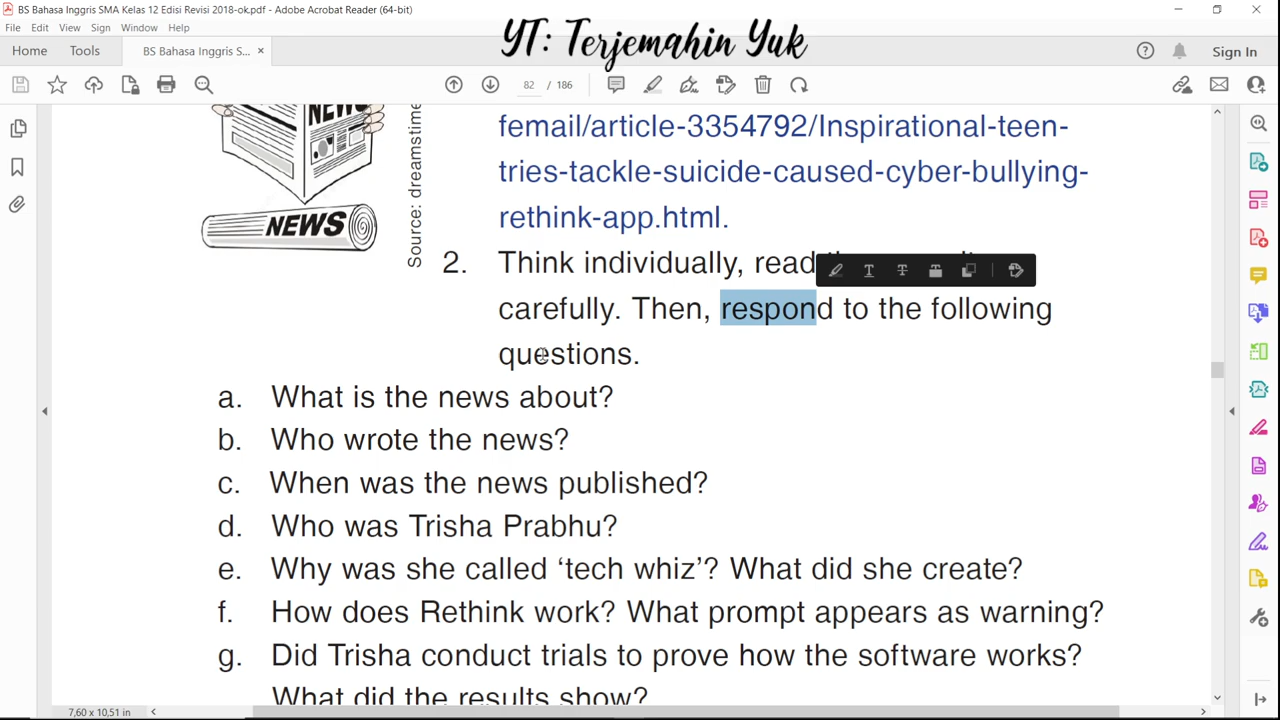 BS Bahasa Inggris SMA Kelas 12 Edisi Revisi 2018-ok.pdf - Adobe Acrobat Reader (64-bit)
File Edit View Sign Window Help
YT: Terjemahin Yuk
Home Tools BS Bahasa Inggris S... × Sign In
82 / 186
NEWS
NEWS
Source: dreamstime
femail/article-3354792/Inspirational-teen-
tries-tackle-suicide-caused-cyber-bullying-
rethink-app.html.
2. Think individually, read
carefully. Then, respond to the following
questions.
a. What is the news about?
b. Who wrote the news?
c. When was the news published?
d. Who was Trisha Prabhu?
e. Why was she called ‘tech whiz’? What did she create?
f. How does Rethink work? What prompt appears as warning?
g. Did Trisha conduct trials to prove how the software works?
What did the results show?
7,60 x 10,51 in